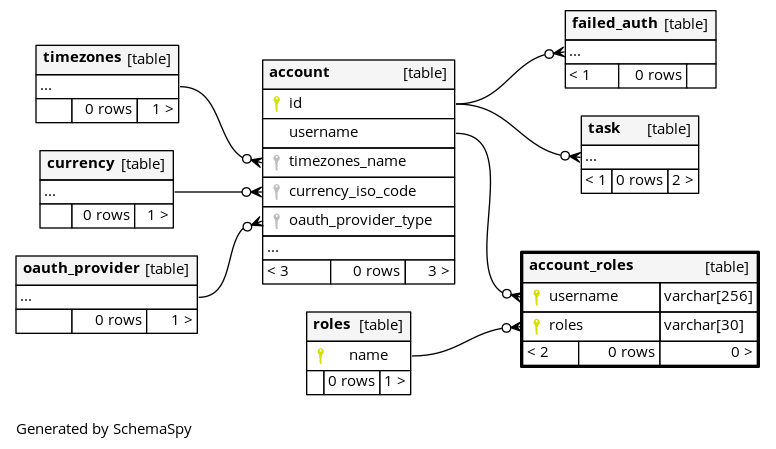 timezones [table]
...
0 rows 1 >
currency [table]
...
0 rows 1 >
oauth_provider [table]
...
0 rows 1 >
account [table]
id
username
timezones_name
currency_iso_code
oauth_provider_type
...
< 3 0 rows 3 >
roles [table]
name
0 rows 1 >
failed_auth [table]
...
< 1 0 rows
task [table]
...
< 1 0 rows 2 >
account_roles [table]
username varchar[256]
roles varchar[30]
< 2 0 rows 0 >
Generated by SchemaSpy